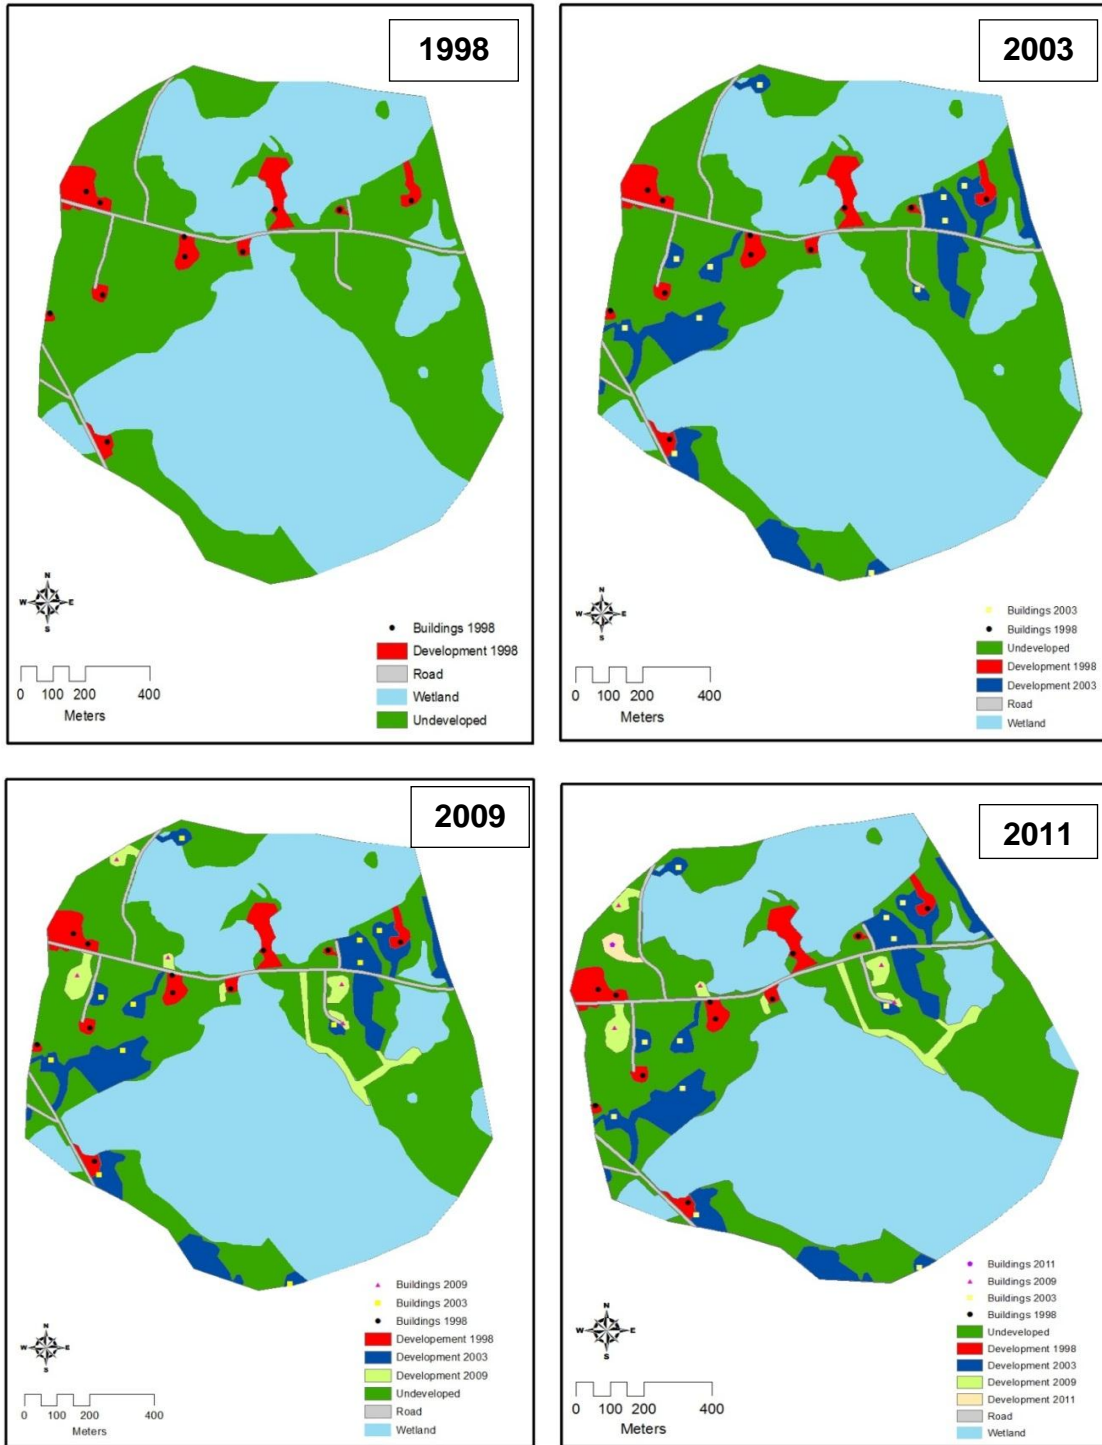 1998
N
W E
S
0 100 200 400
Meters
Buildings 1998
Development 1998
Road
Wetland
Undeveloped
2003
N
W E
S
0 100 200 400
Meters
Buildings 2003
Buildings 1998
Undeveloped
Development 1998
Development 2003
Road
Wetland
2009
N
W E
S
0 100 200 400
Meters
Buildings 2009
Buildings 2003
Buildings 1998
Developement 1998
Development 2003
Development 2009
Undeveloped
Road
Wetland
2011
N
W E
S
0 100 200 400
Meters
Buildings 2011
Buildings 2009
Buildings 2003
Buildings 1998
Undeveloped
Development 1998
Development 2003
Development 2009
Development 2011
Road
Wetland